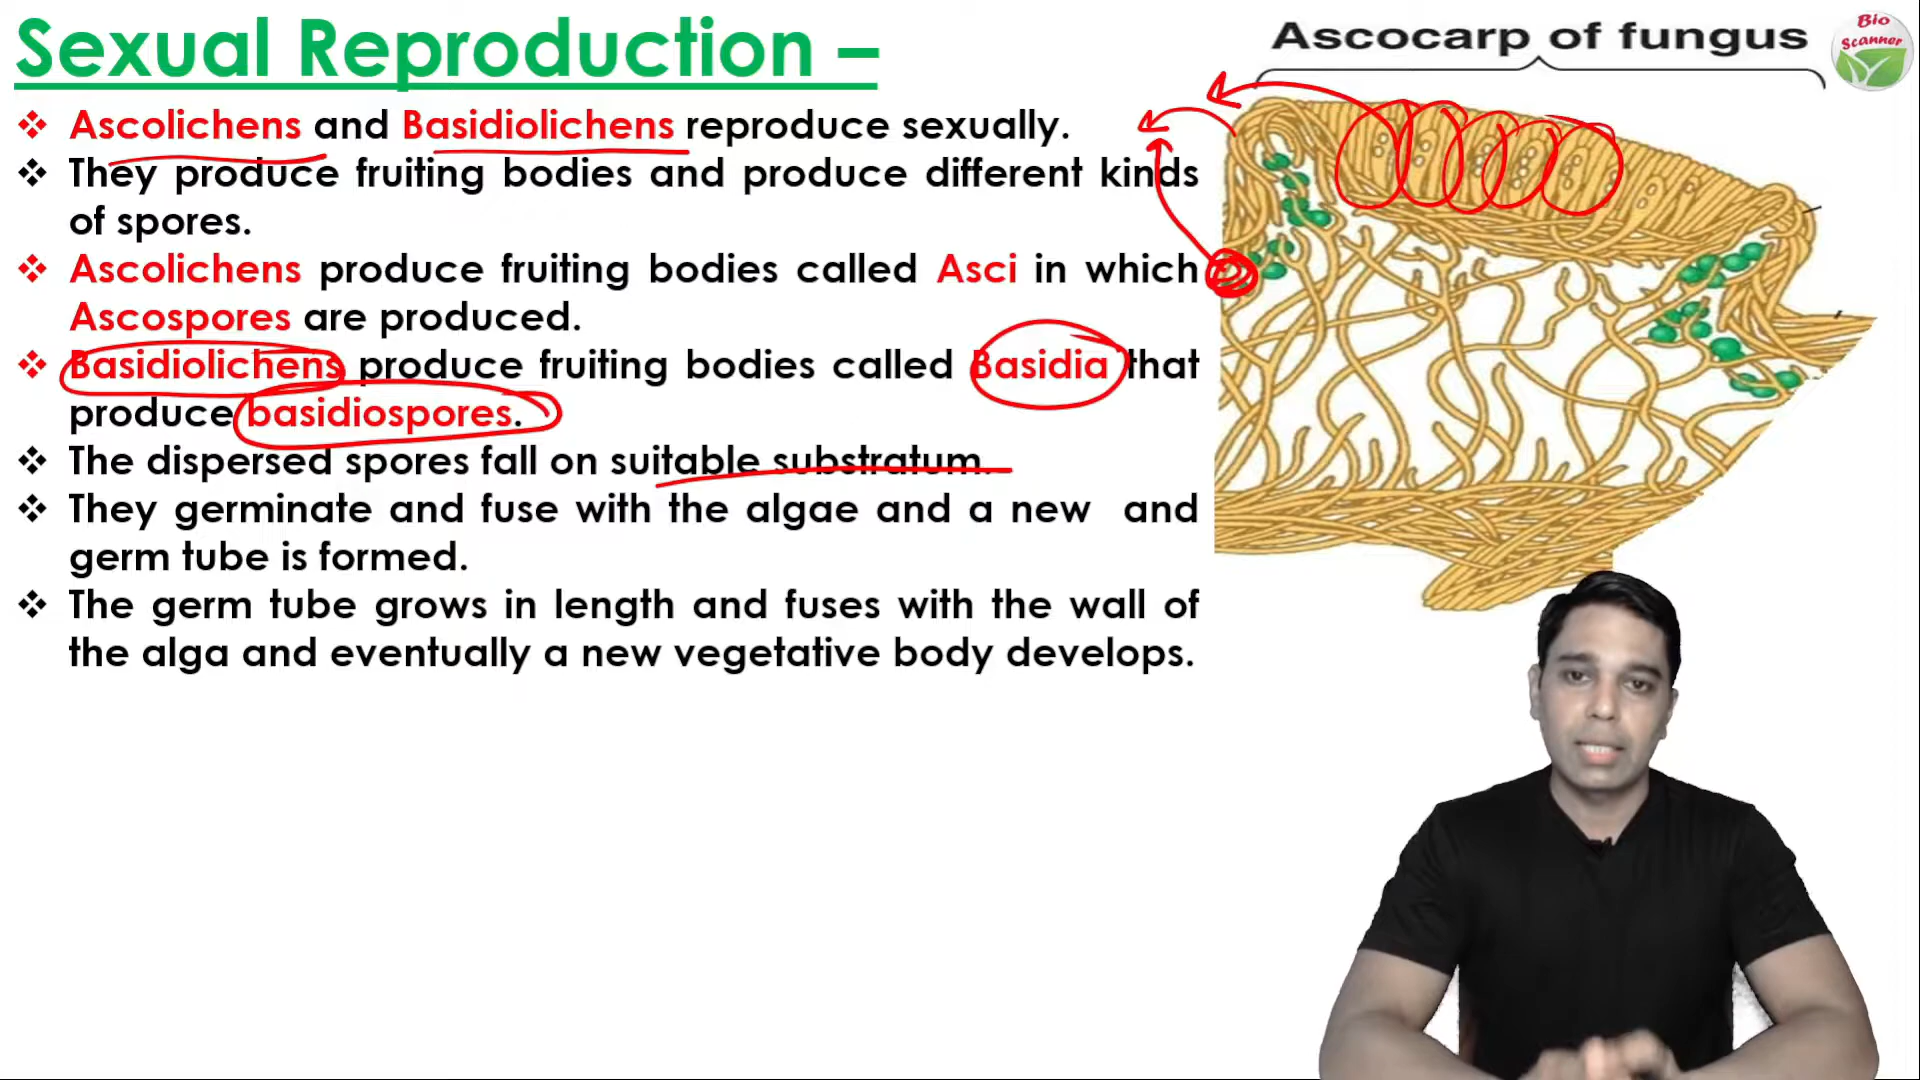 Sexual Reproduction –
❖ Ascolichens and Basidiolichens reproduce sexually.
❖ They produce fruiting bodies and produce different kinds
of spores.
❖ Ascolichens produce fruiting bodies called Asci in which
Ascospores are produced.
❖ Basidiolichens produce fruiting bodies called Basidia that
produce basidiospores.
❖ The dispersed spores fall on suitable substratum.
❖ They germinate and fuse with the algae and a new and
germ tube is formed.
❖ The germ tube grows in length and fuses with the wall of
the alga and eventually a new vegetative body develops.
Ascocarp of fungus
Bio
Scanner